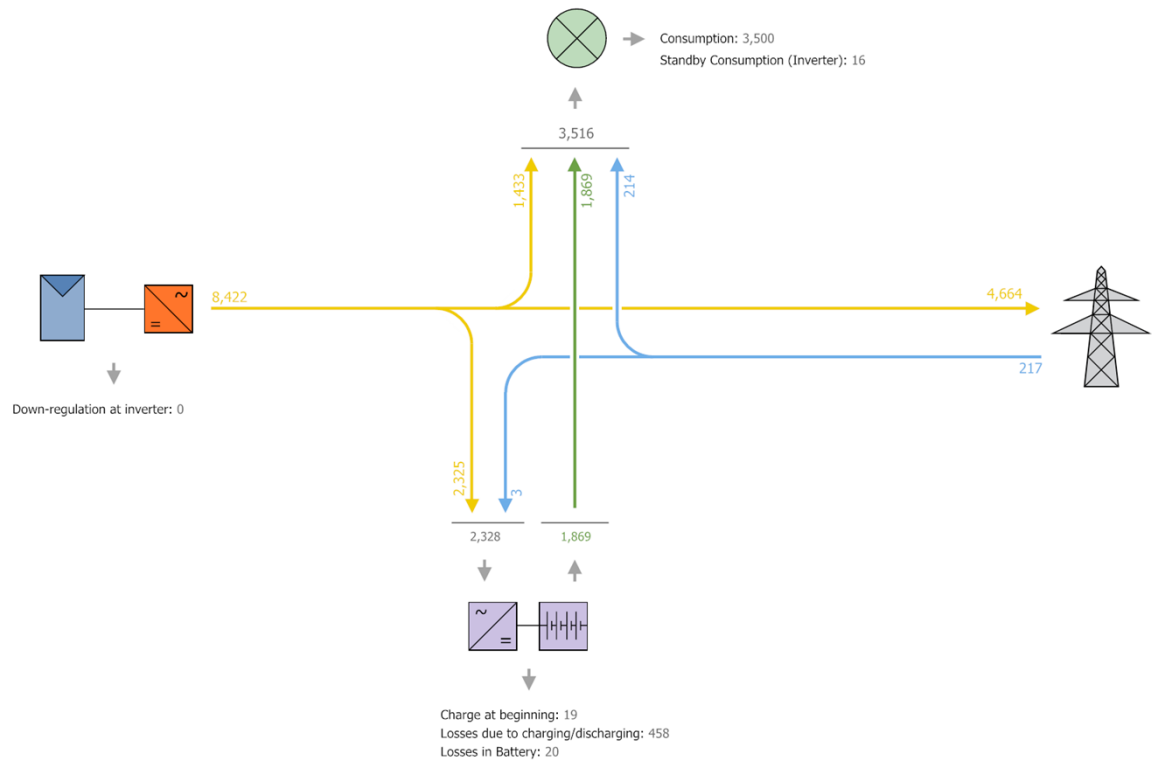 Consumption: 3,500
Standby Consumption (Inverter): 16
3,516
1,433
1,869
214
8,422
4,664
217
Down-regulation at inverter: 0
2,325
3
2,328
1,869
Charge at beginning: 19
Losses due to charging/discharging: 458
Losses in Battery: 20